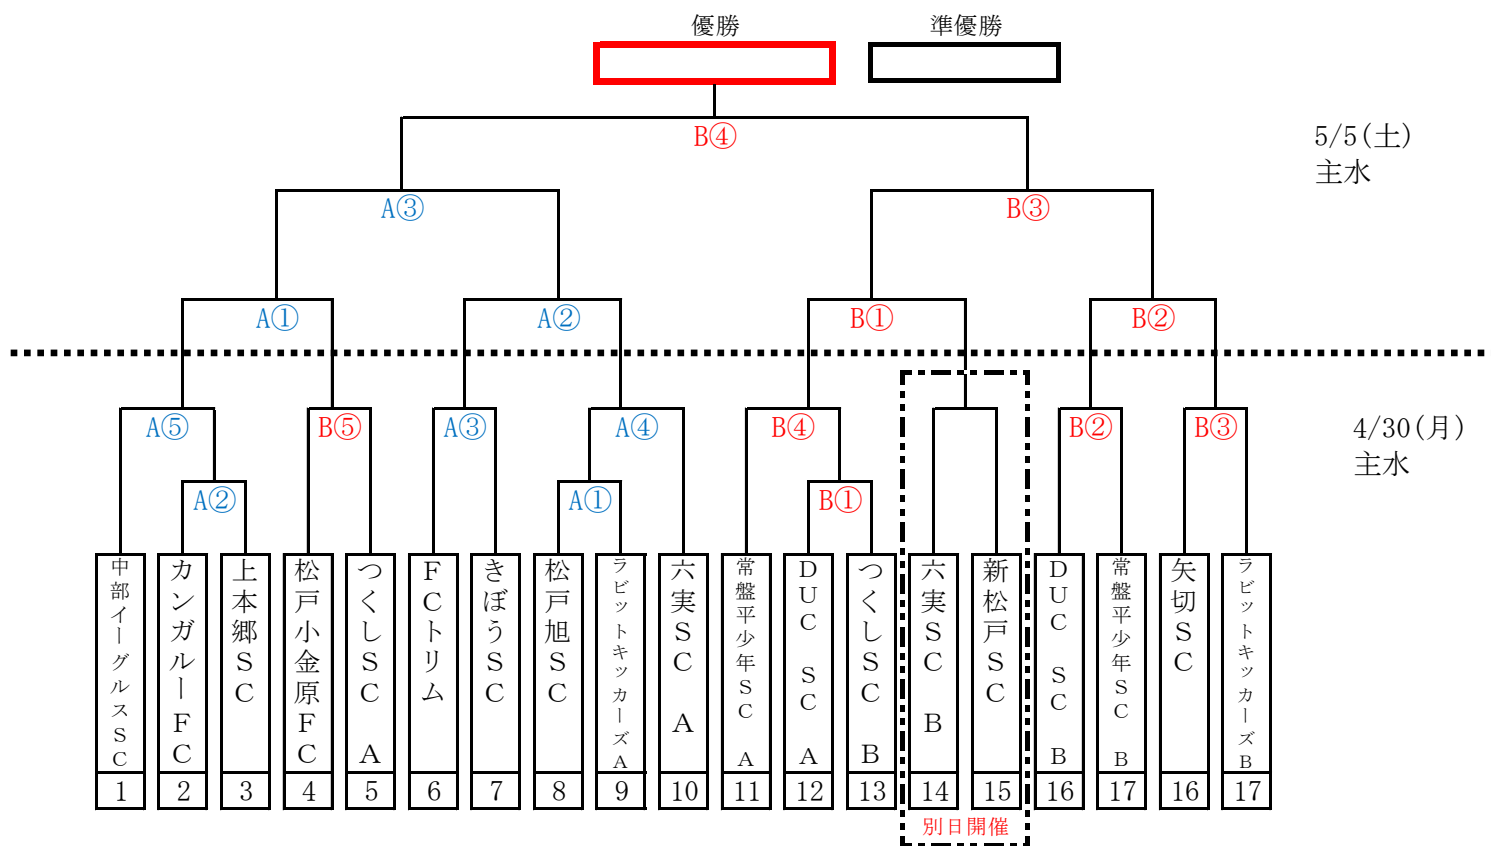 優勝
準優勝
B④
5/5(土)
主水
A③
B③
A①
A②
B①
B②
A⑤
B⑤
A③
A④
B④
B②
B③
4/30(月)
主水
A②
A①
B①
中部イーグルスSC
カンガルーFC
上本郷SC
松戸小金原FC
つくしSC A
FCトリム
きぼうSC
松戸旭SC
ラビットキッカーズA
六実SC A
常盤平少年SC A
DUC SC A
つくしSC B
六実SC B
新松戸SC
DUC SC B
常盤平少年SC B
矢切SC
ラビットキッカーズB
1 2 3 4 5 6 7 8 9 10 11 12 13 14 15 16 17 16 17
別日開催